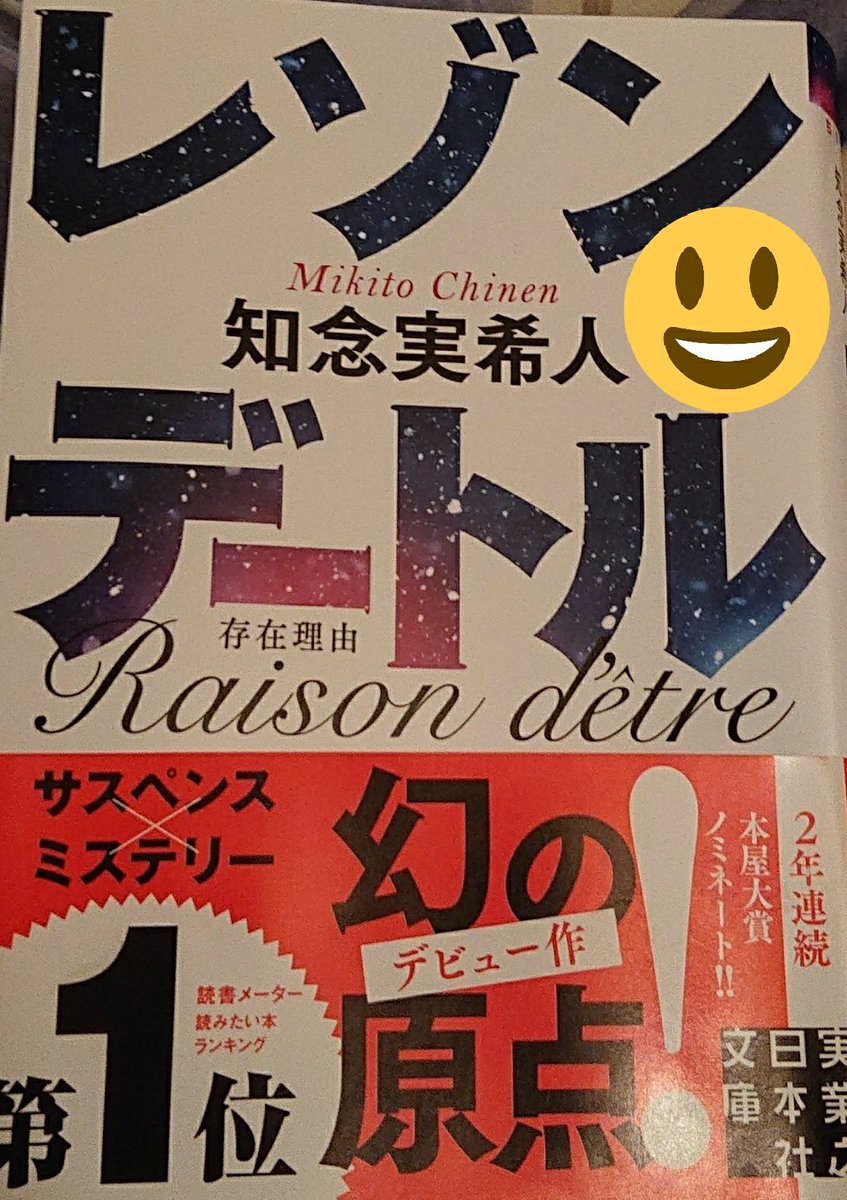 レゾン
Mikito Chinen
知念実希人
デートル
存在理由
Raison d'être
サスペンス
×
ミステリー
幻の
デビュー作
原点!
2年連続
本屋大賞
ノミネート!!
第1位
読書メーター
読みたい本
ランキング
実業之
日本社
文庫